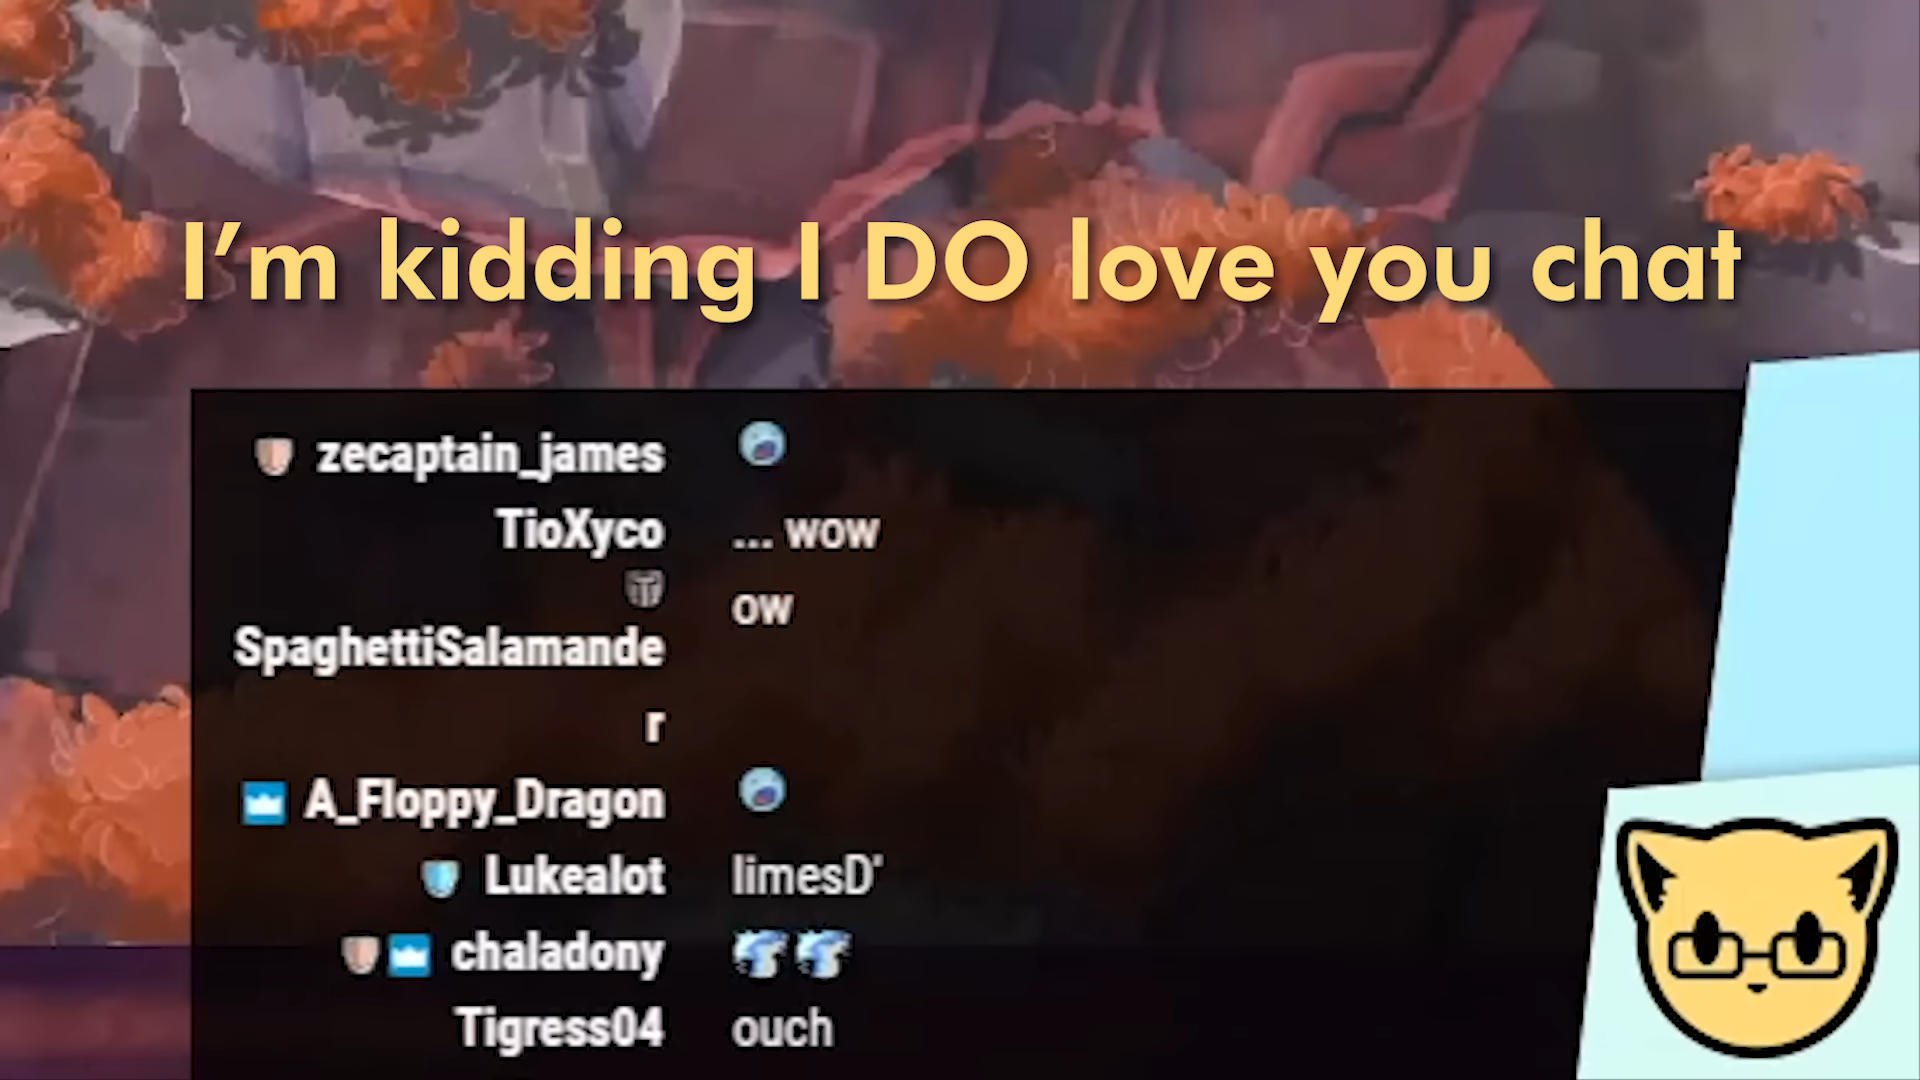 I'm kidding I DO love you chat
zecaptain_james
TioXyco ... wow
SpaghettiSalamande ow
r
A_Floppy_Dragon
Lukealot limesD'
chaladony
Tigress04 ouch